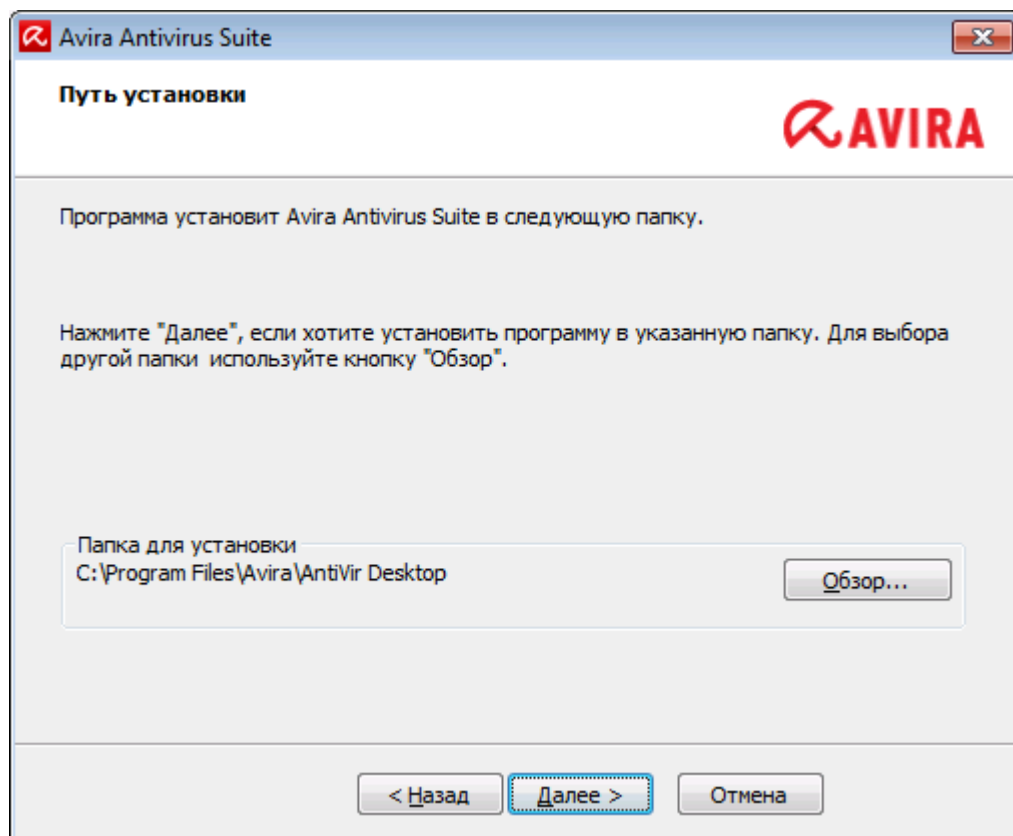 Avira Antivirus Suite
Путь установки
AVIRA
Программа установит Avira Antivirus Suite в следующую папку.
Нажмите "Далее", если хотите установить программу в указанную папку. Для выбора
другой папки  используйте кнопку "Обзор".
Папка для установки
C:\Program Files\Avira\AntiVir Desktop
Обзор...
< Назад
Далее >
Отмена